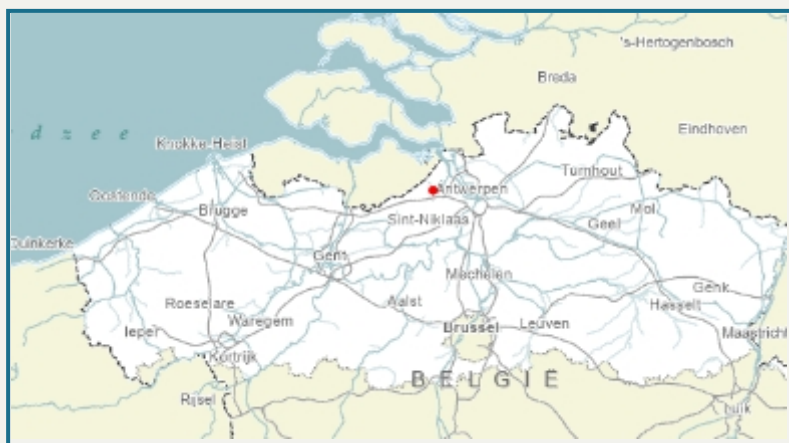 's-Hertogenbosch
Breda
Eindhoven
d z e e
Knokke-Heist
Turnhout
Antwerpen
Oostende
Mol
Brugge
Sint-Niklaas
Geel
Duinkerke
Gent
Mechelen
Genk
Roeselare
Aalst
Hasselt
Waregem
Brussel
Leuven
Ieper
Maastricht
Kortrijk
BELGIË
Rijsel
Luik